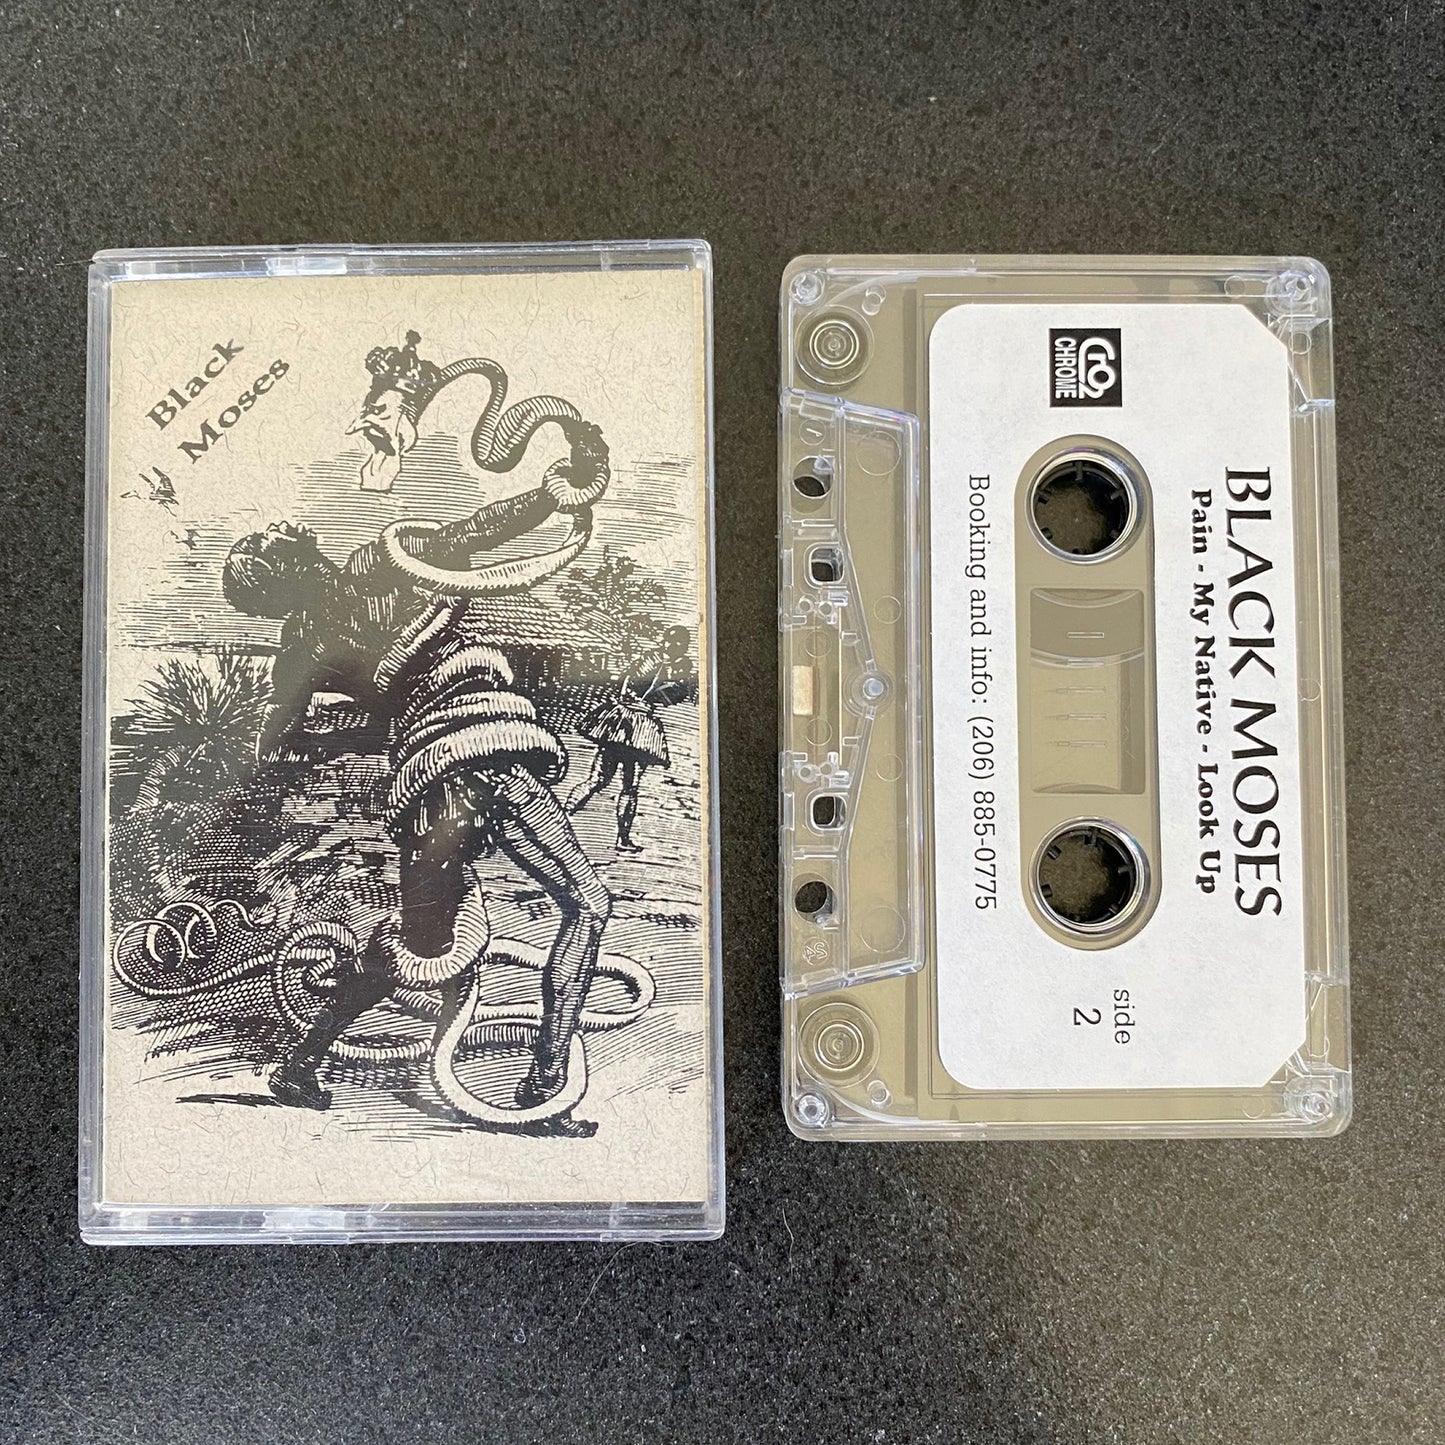 Black
Moses
CrO2
CHROME
BLACK MOSES
Pain - My Native - Look Up
side
2
Booking and info: (206) 885-0775